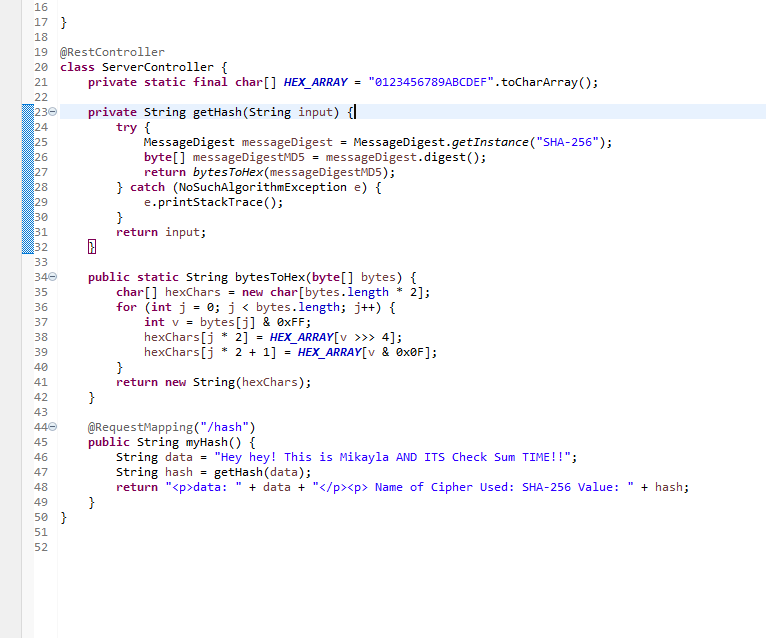 16
17 }
18
19 @RestController
20 class ServerController {
21     private static final char[] HEX_ARRAY = "0123456789ABCDEF".toCharArray();
22
23     private String getHash(String input) {
24         try {
25             MessageDigest messageDigest = MessageDigest.getInstance("SHA-256");
26             byte[] messageDigestMD5 = messageDigest.digest();
27             return bytesToHex(messageDigestMD5);
28         } catch (NoSuchAlgorithmException e) {
29             e.printStackTrace();
30         }
31         return input;
32     }
33
34     public static String bytesToHex(byte[] bytes) {
35         char[] hexChars = new char[bytes.length * 2];
36         for (int j = 0; j < bytes.length; j++) {
37             int v = bytes[j] & 0xFF;
38             hexChars[j * 2] = HEX_ARRAY[v >>> 4];
39             hexChars[j * 2 + 1] = HEX_ARRAY[v & 0x0F];
40         }
41         return new String(hexChars);
42     }
43
44     @RequestMapping("/hash")
45     public String myHash() {
46         String data = "Hey hey! This is Mikayla AND ITS Check Sum TIME!!";
47         String hash = getHash(data);
48         return "<p>data: " + data + "</p><p> Name of Cipher Used: SHA-256 Value: " + hash;
49     }
50 }
51
52